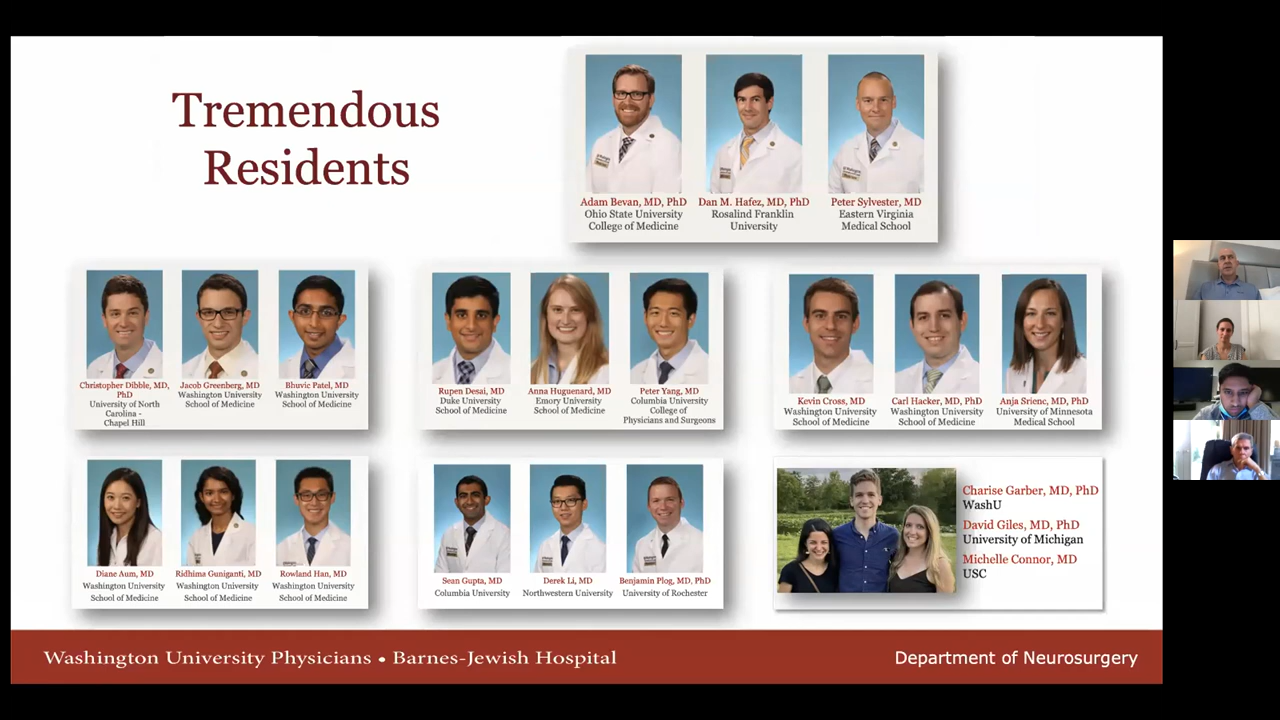 Tremendous
Residents
Adam Bevan, MD, PhD
Ohio State University
College of Medicine
Dan M. Hafez, MD, PhD
Rosalind Franklin
University
Peter Sylvester, MD
Eastern Virginia
Medical School
Christopher Dibble, MD,
PhD
University of North
Carolina -
Chapel Hill
Jacob Greenberg, MD
Washington University
School of Medicine
Bhuvic Patel, MD
Washington University
School of Medicine
Rupen Desai, MD
Duke University
School of Medicine
Anna Huguenard, MD
Emory University
School of Medicine
Peter Yang, MD
Columbia University
College of
Physicians and Surgeons
Kevin Cross, MD
Washington University
School of Medicine
Carl Hacker, MD, PhD
Washington University
School of Medicine
Anja Srienc, MD, PhD
University of Minnesota
Medical School
Diane Aum, MD
Washington University
School of Medicine
Ridhima Guniganti, MD
Washington University
School of Medicine
Rowland Han, MD
Washington University
School of Medicine
Sean Gupta, MD
Columbia University
Derek Li, MD
Northwestern University
Benjamin Plog, MD, PhD
University of Rochester
Charise Garber, MD, PhD
WashU
David Giles, MD, PhD
University of Michigan
Michelle Connor, MD
USC
Washington University Physicians • Barnes-Jewish Hospital
Department of Neurosurgery